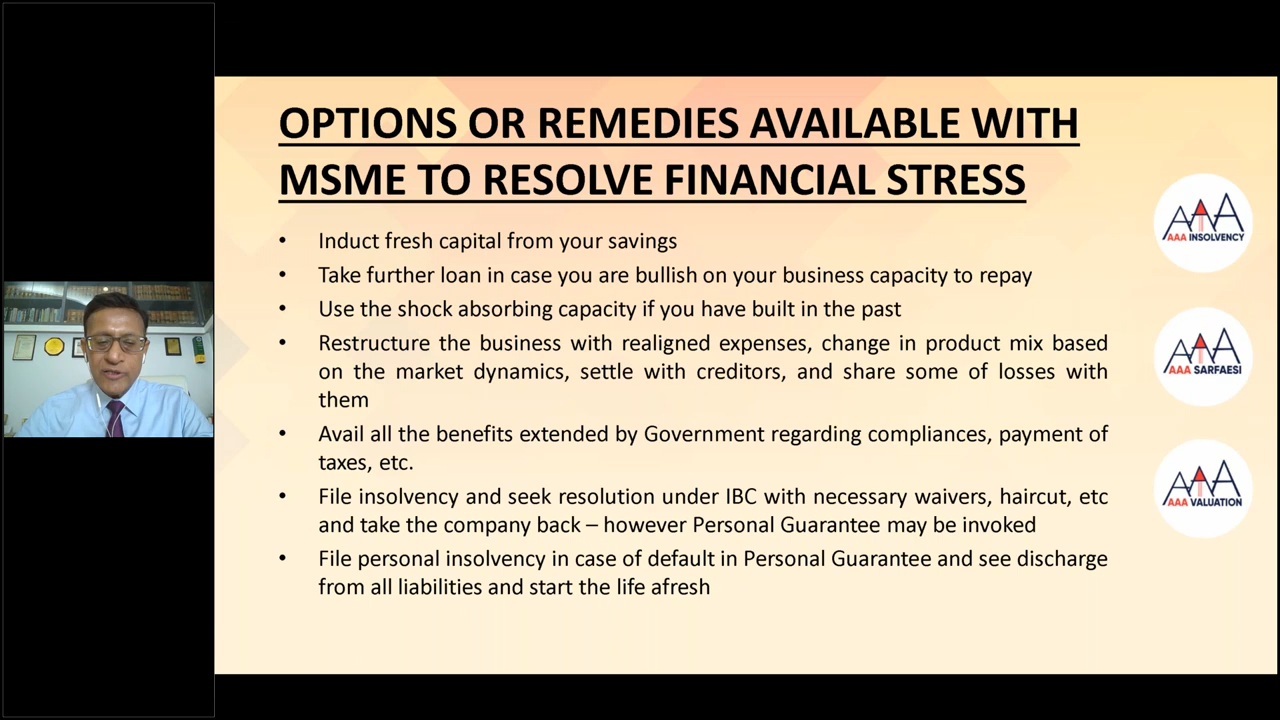 OPTIONS OR REMEDIES AVAILABLE WITH
MSME TO RESOLVE FINANCIAL STRESS
• Induct fresh capital from your savings
• Take further loan in case you are bullish on your business capacity to repay
• Use the shock absorbing capacity if you have built in the past
• Restructure the business with realigned expenses, change in product mix based
on the market dynamics, settle with creditors, and share some of losses with
them
• Avail all the benefits extended by Government regarding compliances, payment of
taxes, etc.
• File insolvency and seek resolution under IBC with necessary waivers, haircut, etc
and take the company back – however Personal Guarantee may be invoked
• File personal insolvency in case of default in Personal Guarantee and see discharge
from all liabilities and start the life afresh
AAA
AAA INSOLVENCY
AAA
AAA SARFAESI
AAA
AAA VALUATION